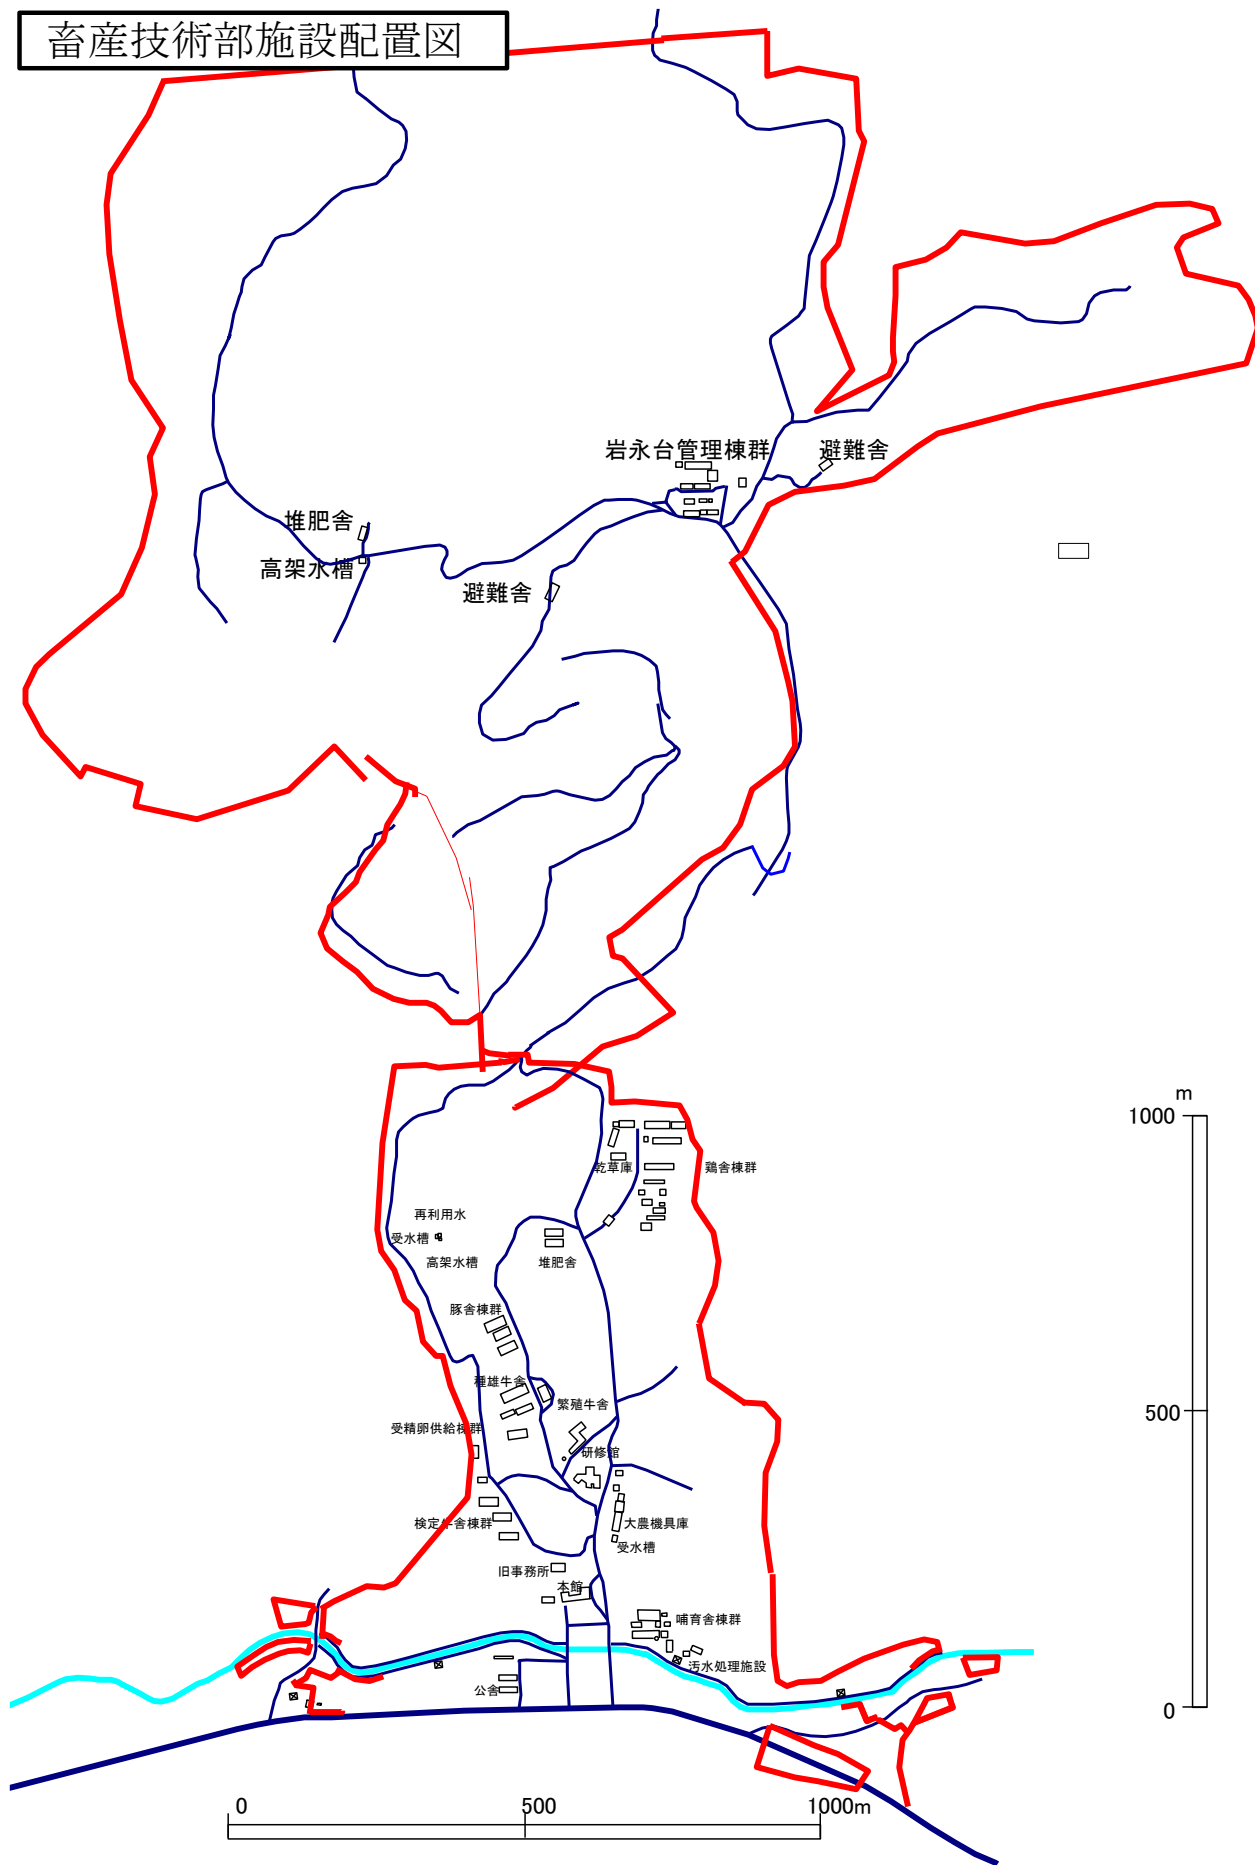 畜産技術部施設配置図
岩永台管理棟群
避難舎
堆肥舎
高架水槽
避難舎
m
1000
乾草庫
鶏舎棟群
再利用水
受水槽
高架水槽
堆肥舎
豚舎棟群
種雄牛舎
繁殖牛舎
500
受精卵供給棟群
研修館
検定牛舎棟群
大農機具庫
受水槽
旧事務所
本館
哺育舎棟群
汚水処理施設
公舎
0
0
500
1000m